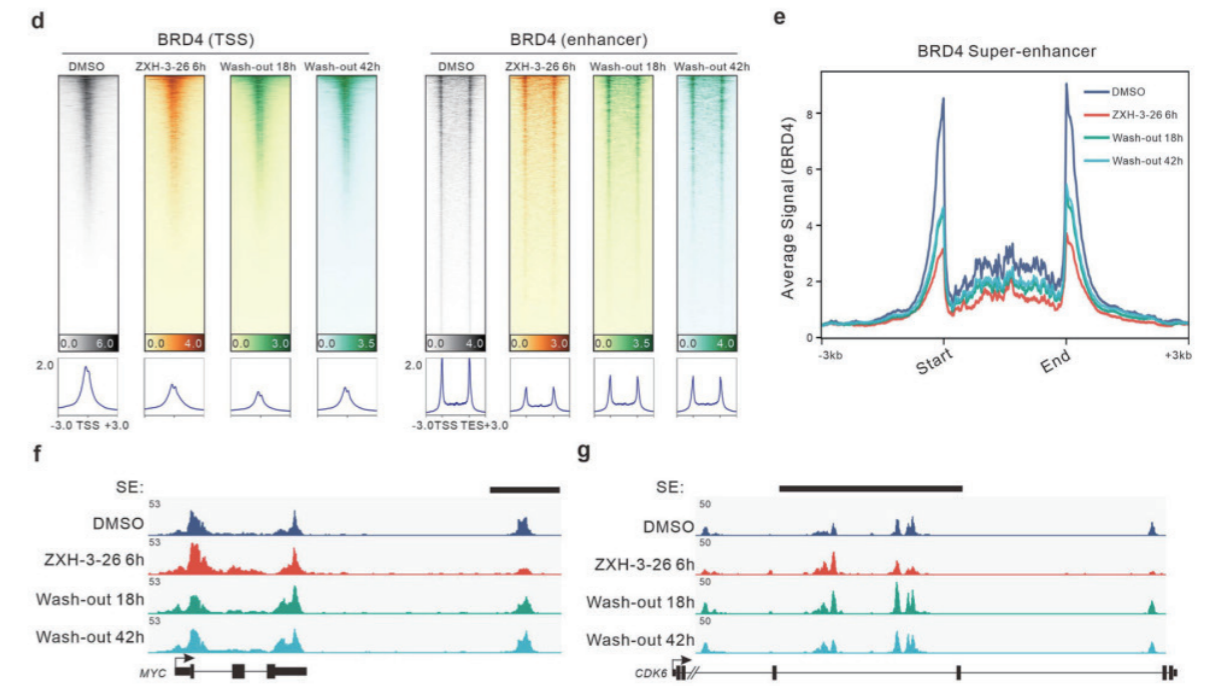 d
BRD4 (TSS)
DMSO ZXH-3-26 6h Wash-out 18h Wash-out 42h
0.0 6.0 0.0 4.0 0.0 3.0 0.0 3.5
2.0
-3.0 TSS +3.0
BRD4 (enhancer)
DMSO ZXH-3-26 6h Wash-out 18h Wash-out 42h
0.0 4.0 0.0 3.0 0.0 3.0 0.0 4.0
2.0
-3.0TSS TES+3.0
e
BRD4 Super-enhancer
Average Signal (BRD4)
8
6
4
2
0
DMSO
ZXH-3-26 6h
Wash-out 18h
Wash-out 42h
-3kb Start End +3kb
f
SE:
53
DMSO
53
ZXH-3-26 6h
53
Wash-out 18h
53
Wash-out 42h
MYC
g
SE:
50
DMSO
50
ZXH-3-26 6h
50
Wash-out 18h
50
Wash-out 42h
CDK6